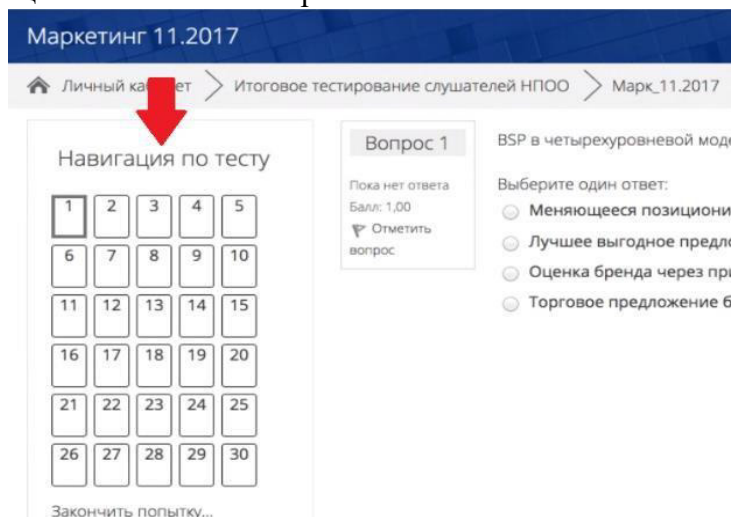 Маркетинг 11.2017
Личный ка ет Итоговое тестирование слушателей НПОО Марк_11.2017
Навигация по тесту
1 2 3 4 5
6 7 8 9 10
11 12 13 14 15
16 17 18 19 20
21 22 23 24 25
26 27 28 29 30
Закончить попытку...
Вопрос 1
Пока нет ответа
Балл: 1,00
Отметить
вопрос
BSP в четырехуровневой мод
Выберите один ответ:
Меняющееся позициони
Лучшее выгодное предл
Оценка бренда через пр
Торговое предложение б